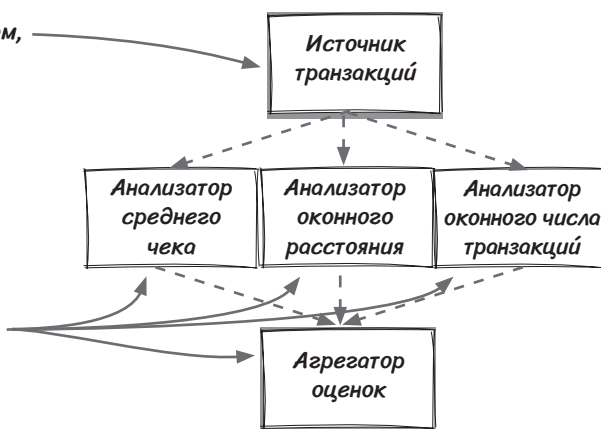 Источник
транзакций
Анализатор
среднего
чека
Анализатор
оконного
расстояния
Анализатор
оконного числа
транзакций
Агрегатор
оценок